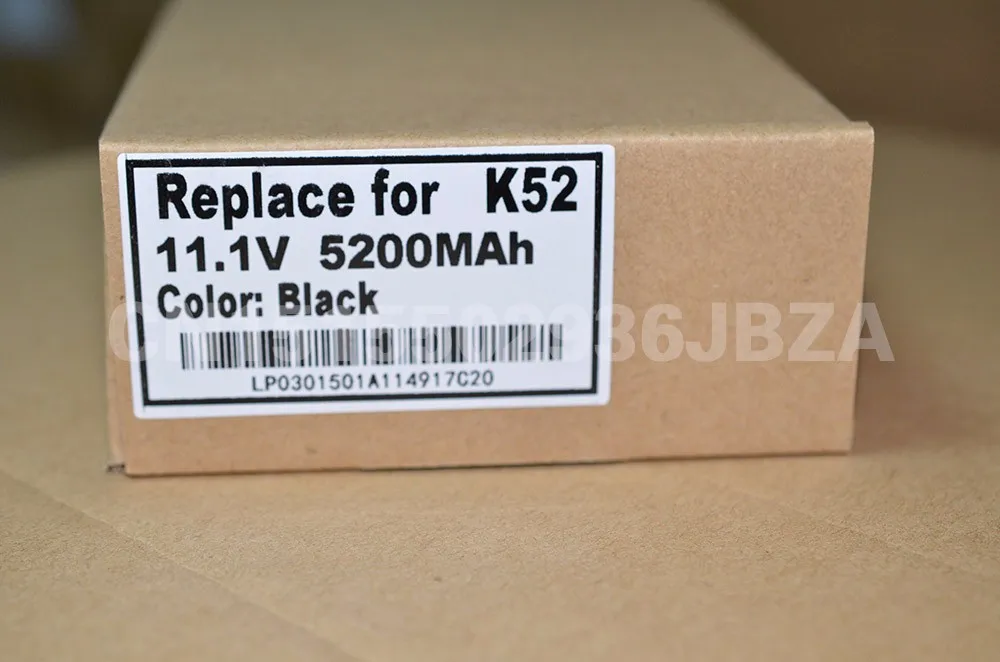 Replace for K52
11.1V 5200MAh
Color: Black
LP0301501A114917C20